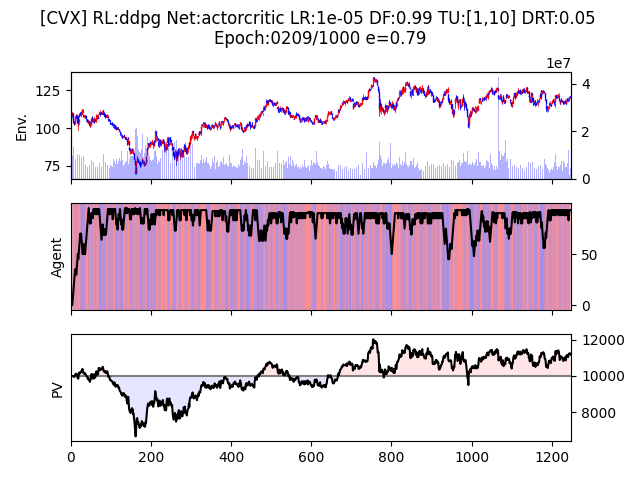 [CVX] RL:ddpg Net:actorcritic LR:1e-05 DF:0.99 TU:[1,10] DRT:0.05
Epoch:0209/1000 e=0.79
1e7
125
100
75
Env.
4
2
0
Agent
50
0
PV
12000
10000
8000
0 200 400 600 800 1000 1200